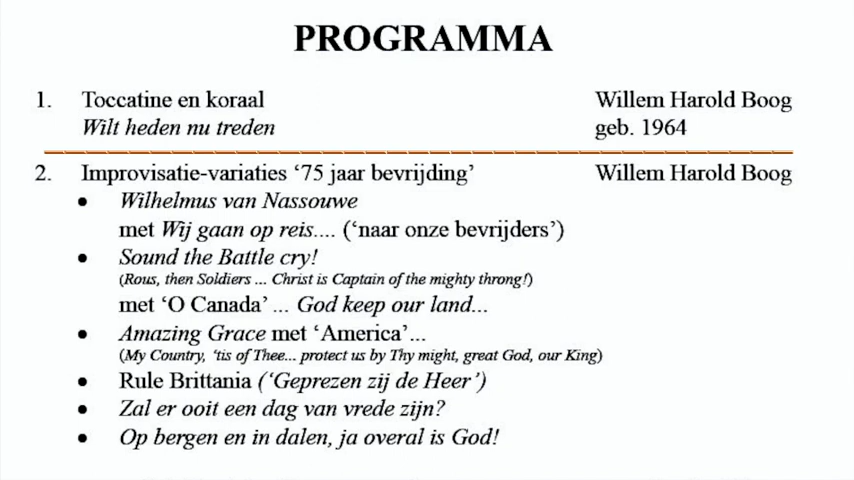 PROGRAMMA
1. Toccatine en koraal Willem Harold Boog
Wilt heden nu treden geb. 1964
2. Improvisatie-variaties ‘75 jaar bevrijding’ Willem Harold Boog
• Wilhelmus van Nassouwe
met Wij gaan op reis.... (‘naar onze bevrijders’)
• Sound the Battle cry!
(Rous, then Soldiers ... Christ is Captain of the mighty throng!)
met ‘O Canada’ ... God keep our land...
• Amazing Grace met ‘America’...
(My Country, ‘tis of Thee... protect us by Thy might, great God, our King)
• Rule Brittania (‘Geprezen zij de Heer’)
• Zal er ooit een dag van vrede zijn?
• Op bergen en in dalen, ja overal is God!